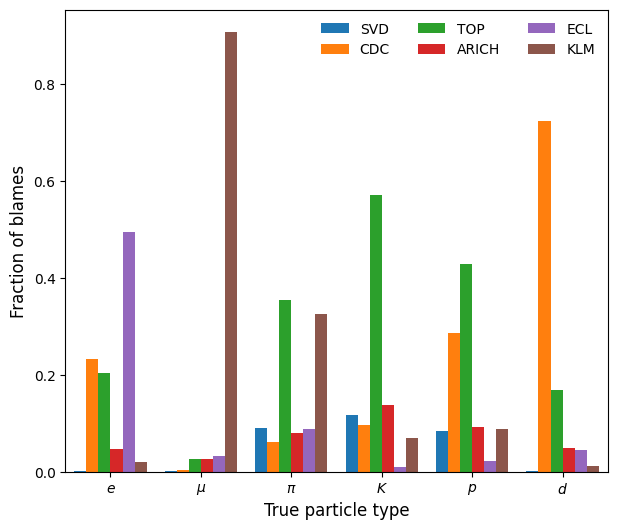 SVD TOP ECL
CDC ARICH KLM
Fraction of blames
0.8
0.6
0.4
0.2
0.0
e μ π K p d
True particle type